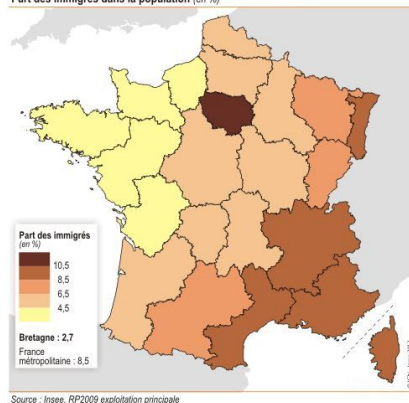 Part des immigrés dans la population (en %)
Part des immigrés
(en %)
10,5
8,5
6,5
4,5
Bretagne : 2,7
France
métropolitaine : 8,5
Source : Insee, RP2009 exploitation principale